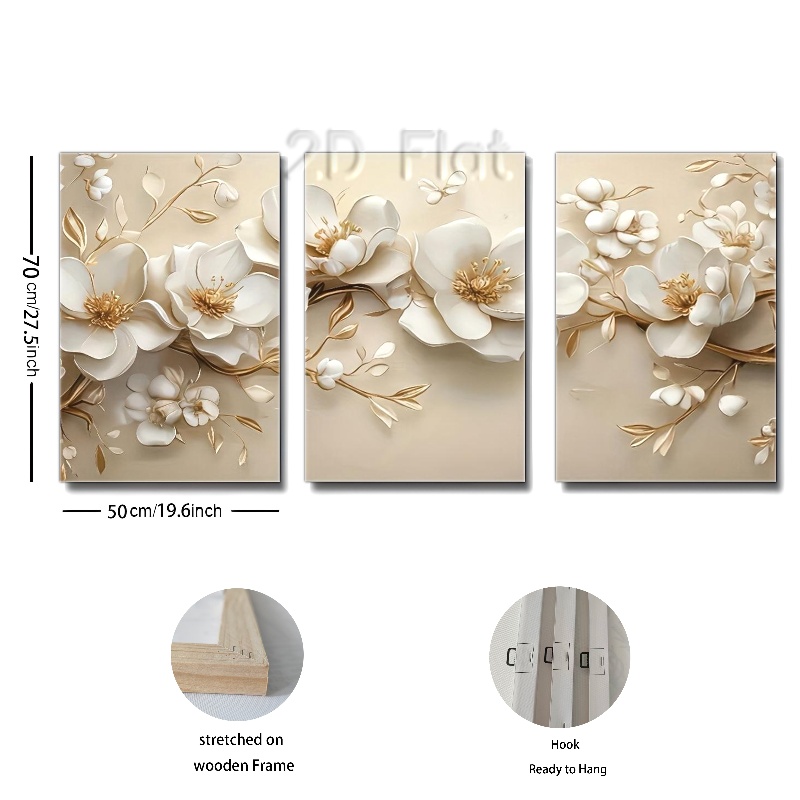 2D Flat
70 cm/27.5inch
50cm/19.6inch
stretched on
wooden Frame
Hook
Ready to Hang